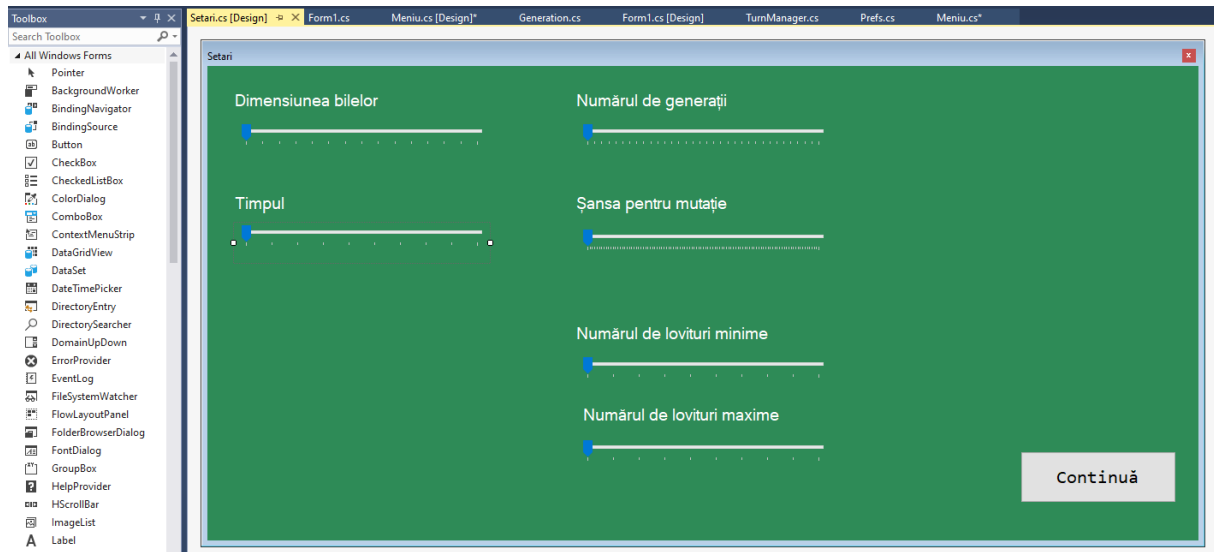 Toolbox
Setari.cs [Design]
Form1.cs
Meniu.cs [Design]*
Generation.cs
Form1.cs [Design]
TurnManager.cs
Prefs.cs
Meniu.cs*
Search Toolbox
All Windows Forms
Pointer
BackgroundWorker
BindingNavigator
BindingSource
Button
CheckBox
CheckedListBox
ColorDialog
ComboBox
ContextMenuStrip
DataGridView
DataSet
DateTimePicker
DirectoryEntry
DirectorySearcher
DomainUpDown
ErrorProvider
EventLog
FileSystemWatcher
FlowLayoutPanel
FolderBrowserDialog
FontDialog
GroupBox
HelpProvider
HScrollBar
ImageList
Label
Setari
Dimensiunea bilelor
Numărul de generații
Timpul
Șansa pentru mutație
Numărul de lovituri minime
Numărul de lovituri maxime
Continuă